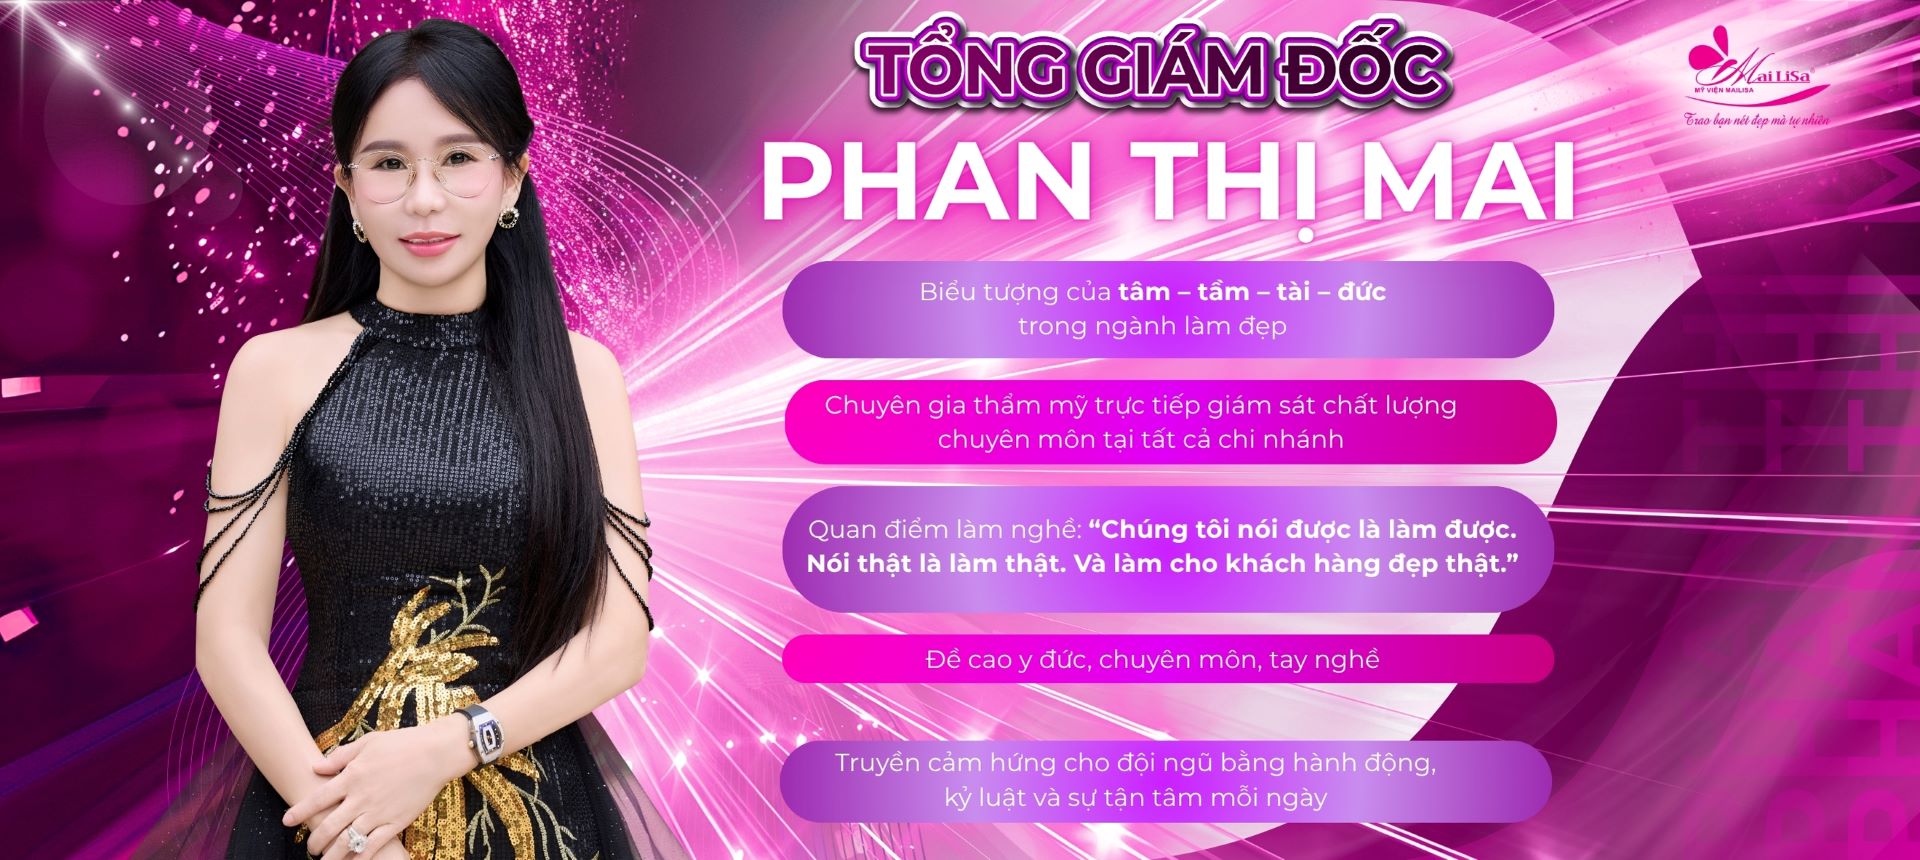 TỔNG GIÁM ĐỐC
Mai LiSa
MỸ VIỆN MAILISA
Trao bạn nét đẹp mà tự nhiên
PHAN THỊ MAI
Biểu tượng của tâm – tầm – tài – đức
trong ngành làm đẹp
Chuyên gia thẩm mỹ trực tiếp giám sát chất lượng
chuyên môn tại tất cả chi nhánh
Quan điểm làm nghề: “Chúng tôi nói được là làm được.
Nói thật là làm thật. Và làm cho khách hàng đẹp thật.”
Đề cao y đức, chuyên môn, tay nghề
Truyền cảm hứng cho đội ngũ bằng hành động,
kỷ luật và sự tận tâm mỗi ngày